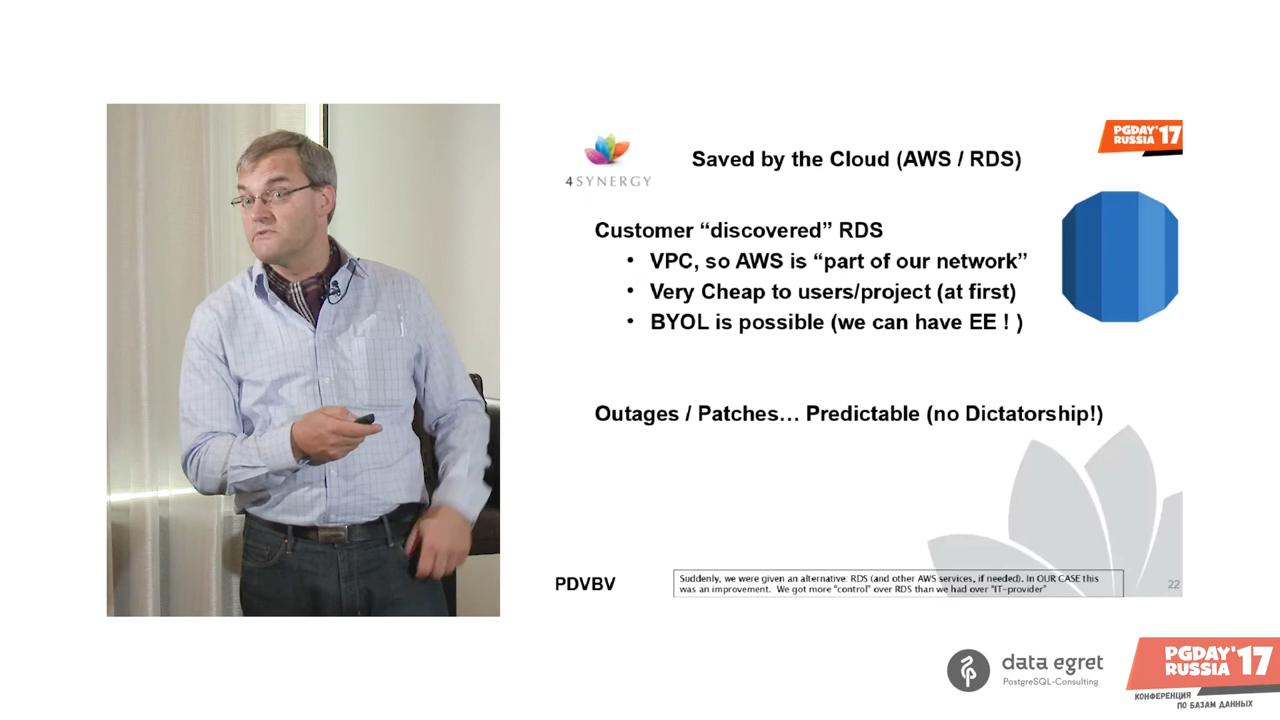 PGDAY'17
RUSSIA
4SYNERGY
Saved by the Cloud (AWS / RDS)
Customer “discovered” RDS
• VPC, so AWS is “part of our network”
• Very Cheap to users/project (at first)
• BYOL is possible (we can have EE ! )
Outages / Patches… Predictable (no Dictatorship!)
PDVBV
Suddenly, we were given an alternative: RDS (and other AWS services, if needed). In OUR CASE this
was an improvement. We got more “control” over RDS than we had over “IT-provider”
22
data egret
PostgreSQL-Consulting
PGDAY'17
RUSSIA
КОНФЕРЕНЦИЯ
ПО БАЗАМ ДАННЫХ